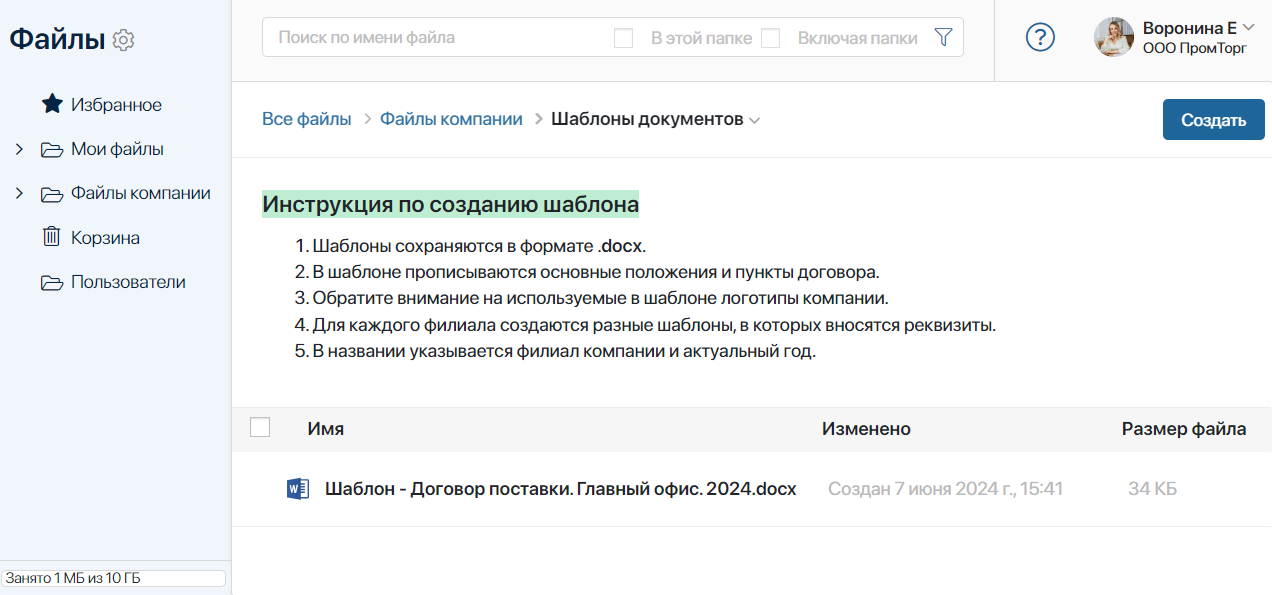 Файлы
Избранное
Мои файлы
Файлы компании
Корзина
Пользователи
Занято 1 МБ из 10 ГБ
Поиск по имени файла В этой папке Включая папки
?
Воронина Е
ООО ПромТорг
Все файлы > Файлы компании > Шаблоны документов
Создать
Инструкция по созданию шаблона
1. Шаблоны сохраняются в формате .docx.
2. В шаблоне прописываются основные положения и пункты договора.
3. Обратите внимание на используемые в шаблоне логотипы компании.
4. Для каждого филиала создаются разные шаблоны, в которых вносятся реквизиты.
5. В названии указывается филиал компании и актуальный год.
Имя Изменено Размер файла
W Шаблон - Договор поставки. Главный офис. 2024.docx Создан 7 июня 2024 г., 15:41 34 КБ